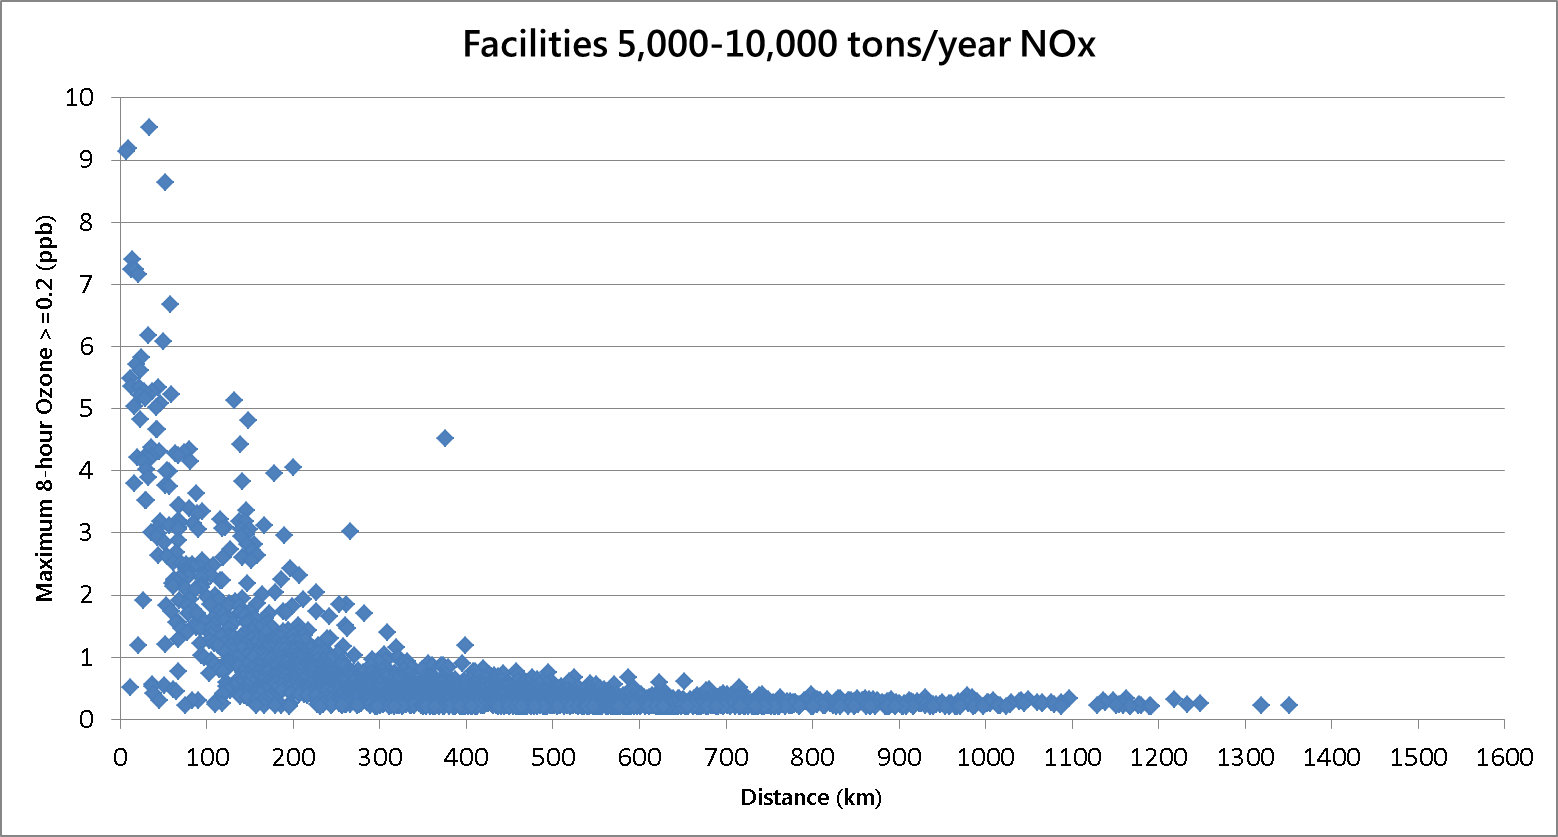 Facilities 5,000-10,000 tons/year NOx
Maximum 8-hour Ozone >=0.2 (ppb)
10
9
8
7
6
5
4
3
2
1
0
0 100 200 300 400 500 600 700 800 900 1000 1100 1200 1300 1400 1500 1600
Distance (km)